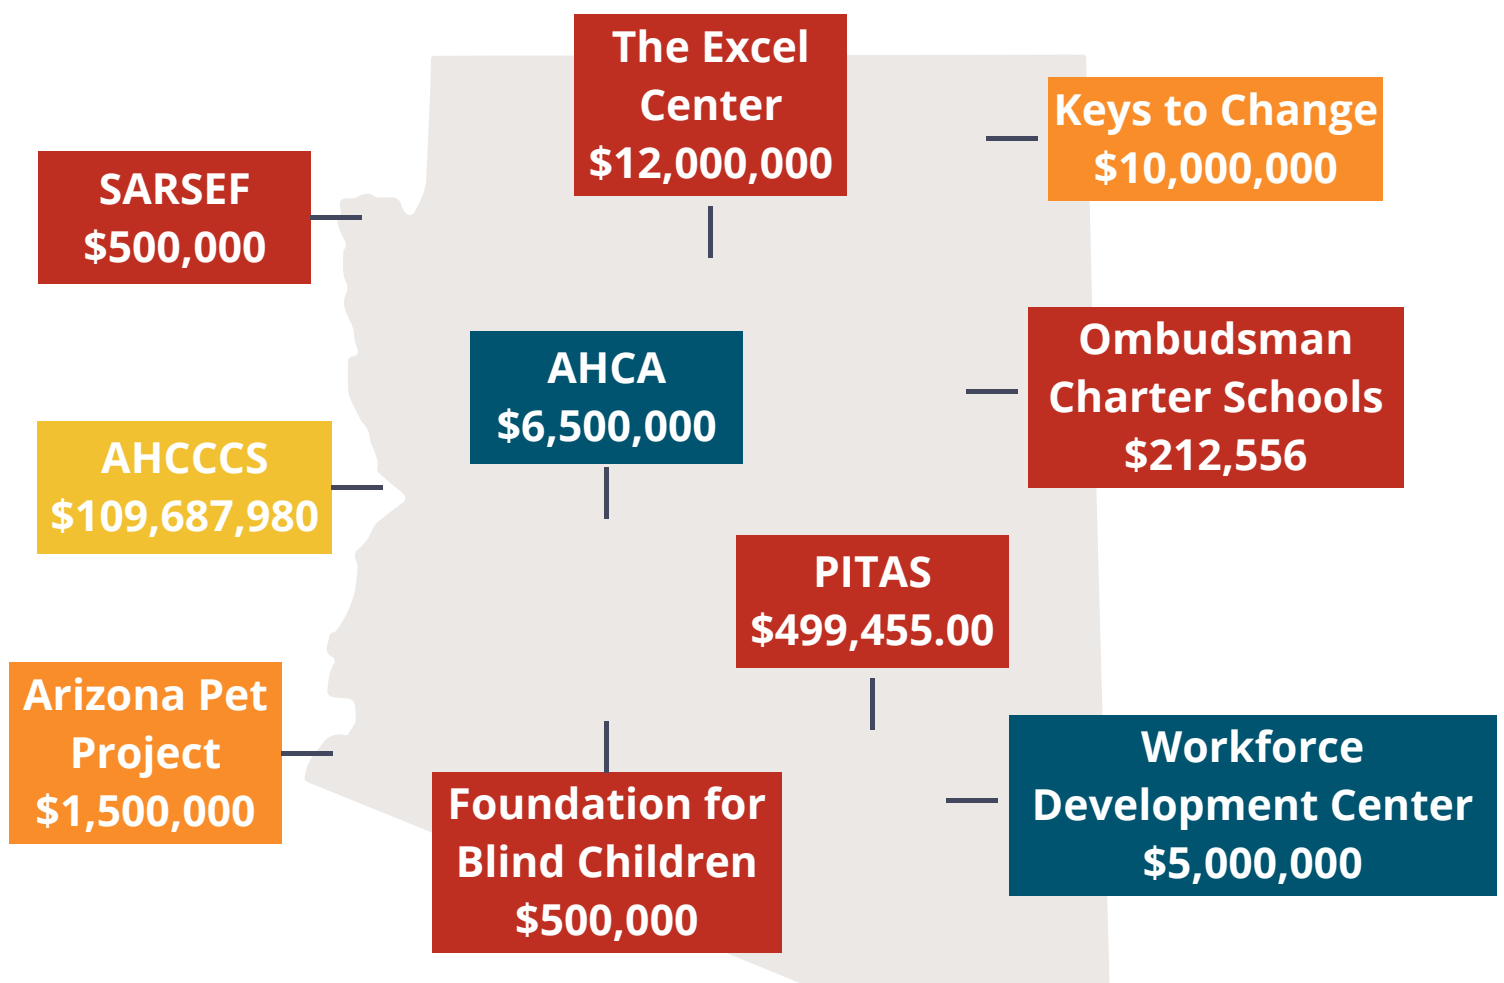 The Excel
Center
$12,000,000
Keys to Change
$10,000,000
SARSEF
$500,000
Ombudsman
Charter Schools
$212,556
AHCA
$6,500,000
AHCCCS
$109,687,980
PITAS
$499,455.00
Arizona Pet
Project
$1,500,000
Workforce
Development Center
$5,000,000
Foundation for
Blind Children
$500,000